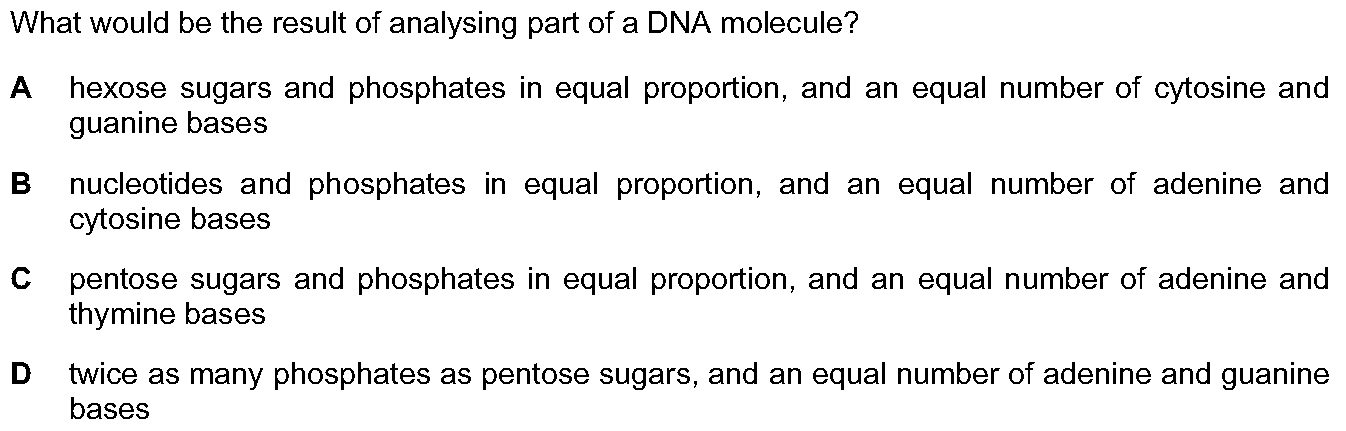 What would be the result of analysing part of a DNA molecule?
A hexose sugars and phosphates in equal proportion, and an equal number of cytosine and
guanine bases
B nucleotides and phosphates in equal proportion, and an equal number of adenine and
cytosine bases
C pentose sugars and phosphates in equal proportion, and an equal number of adenine and
thymine bases
D twice as many phosphates as pentose sugars, and an equal number of adenine and guanine
bases